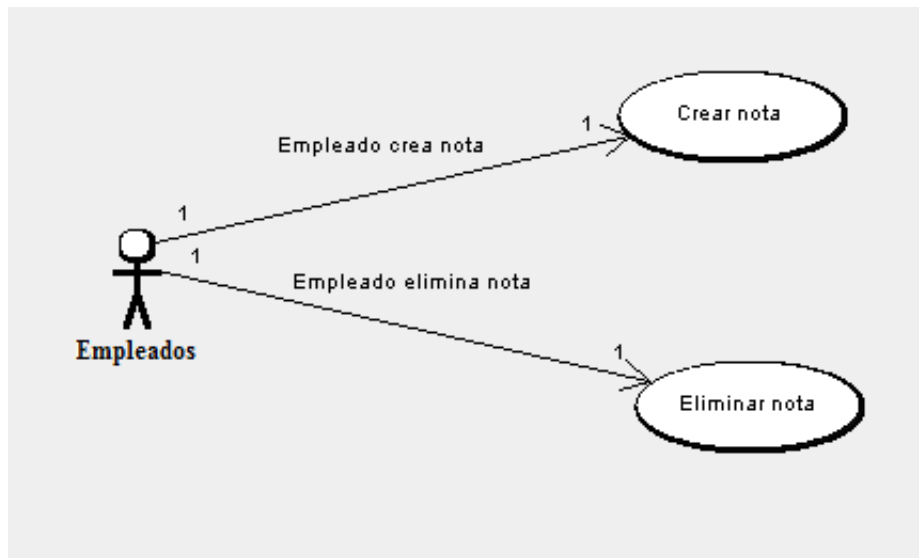 Crear nota
1
Empleado crea nota
1
1
Empleado elimina nota
Empleados
1
Eliminar nota